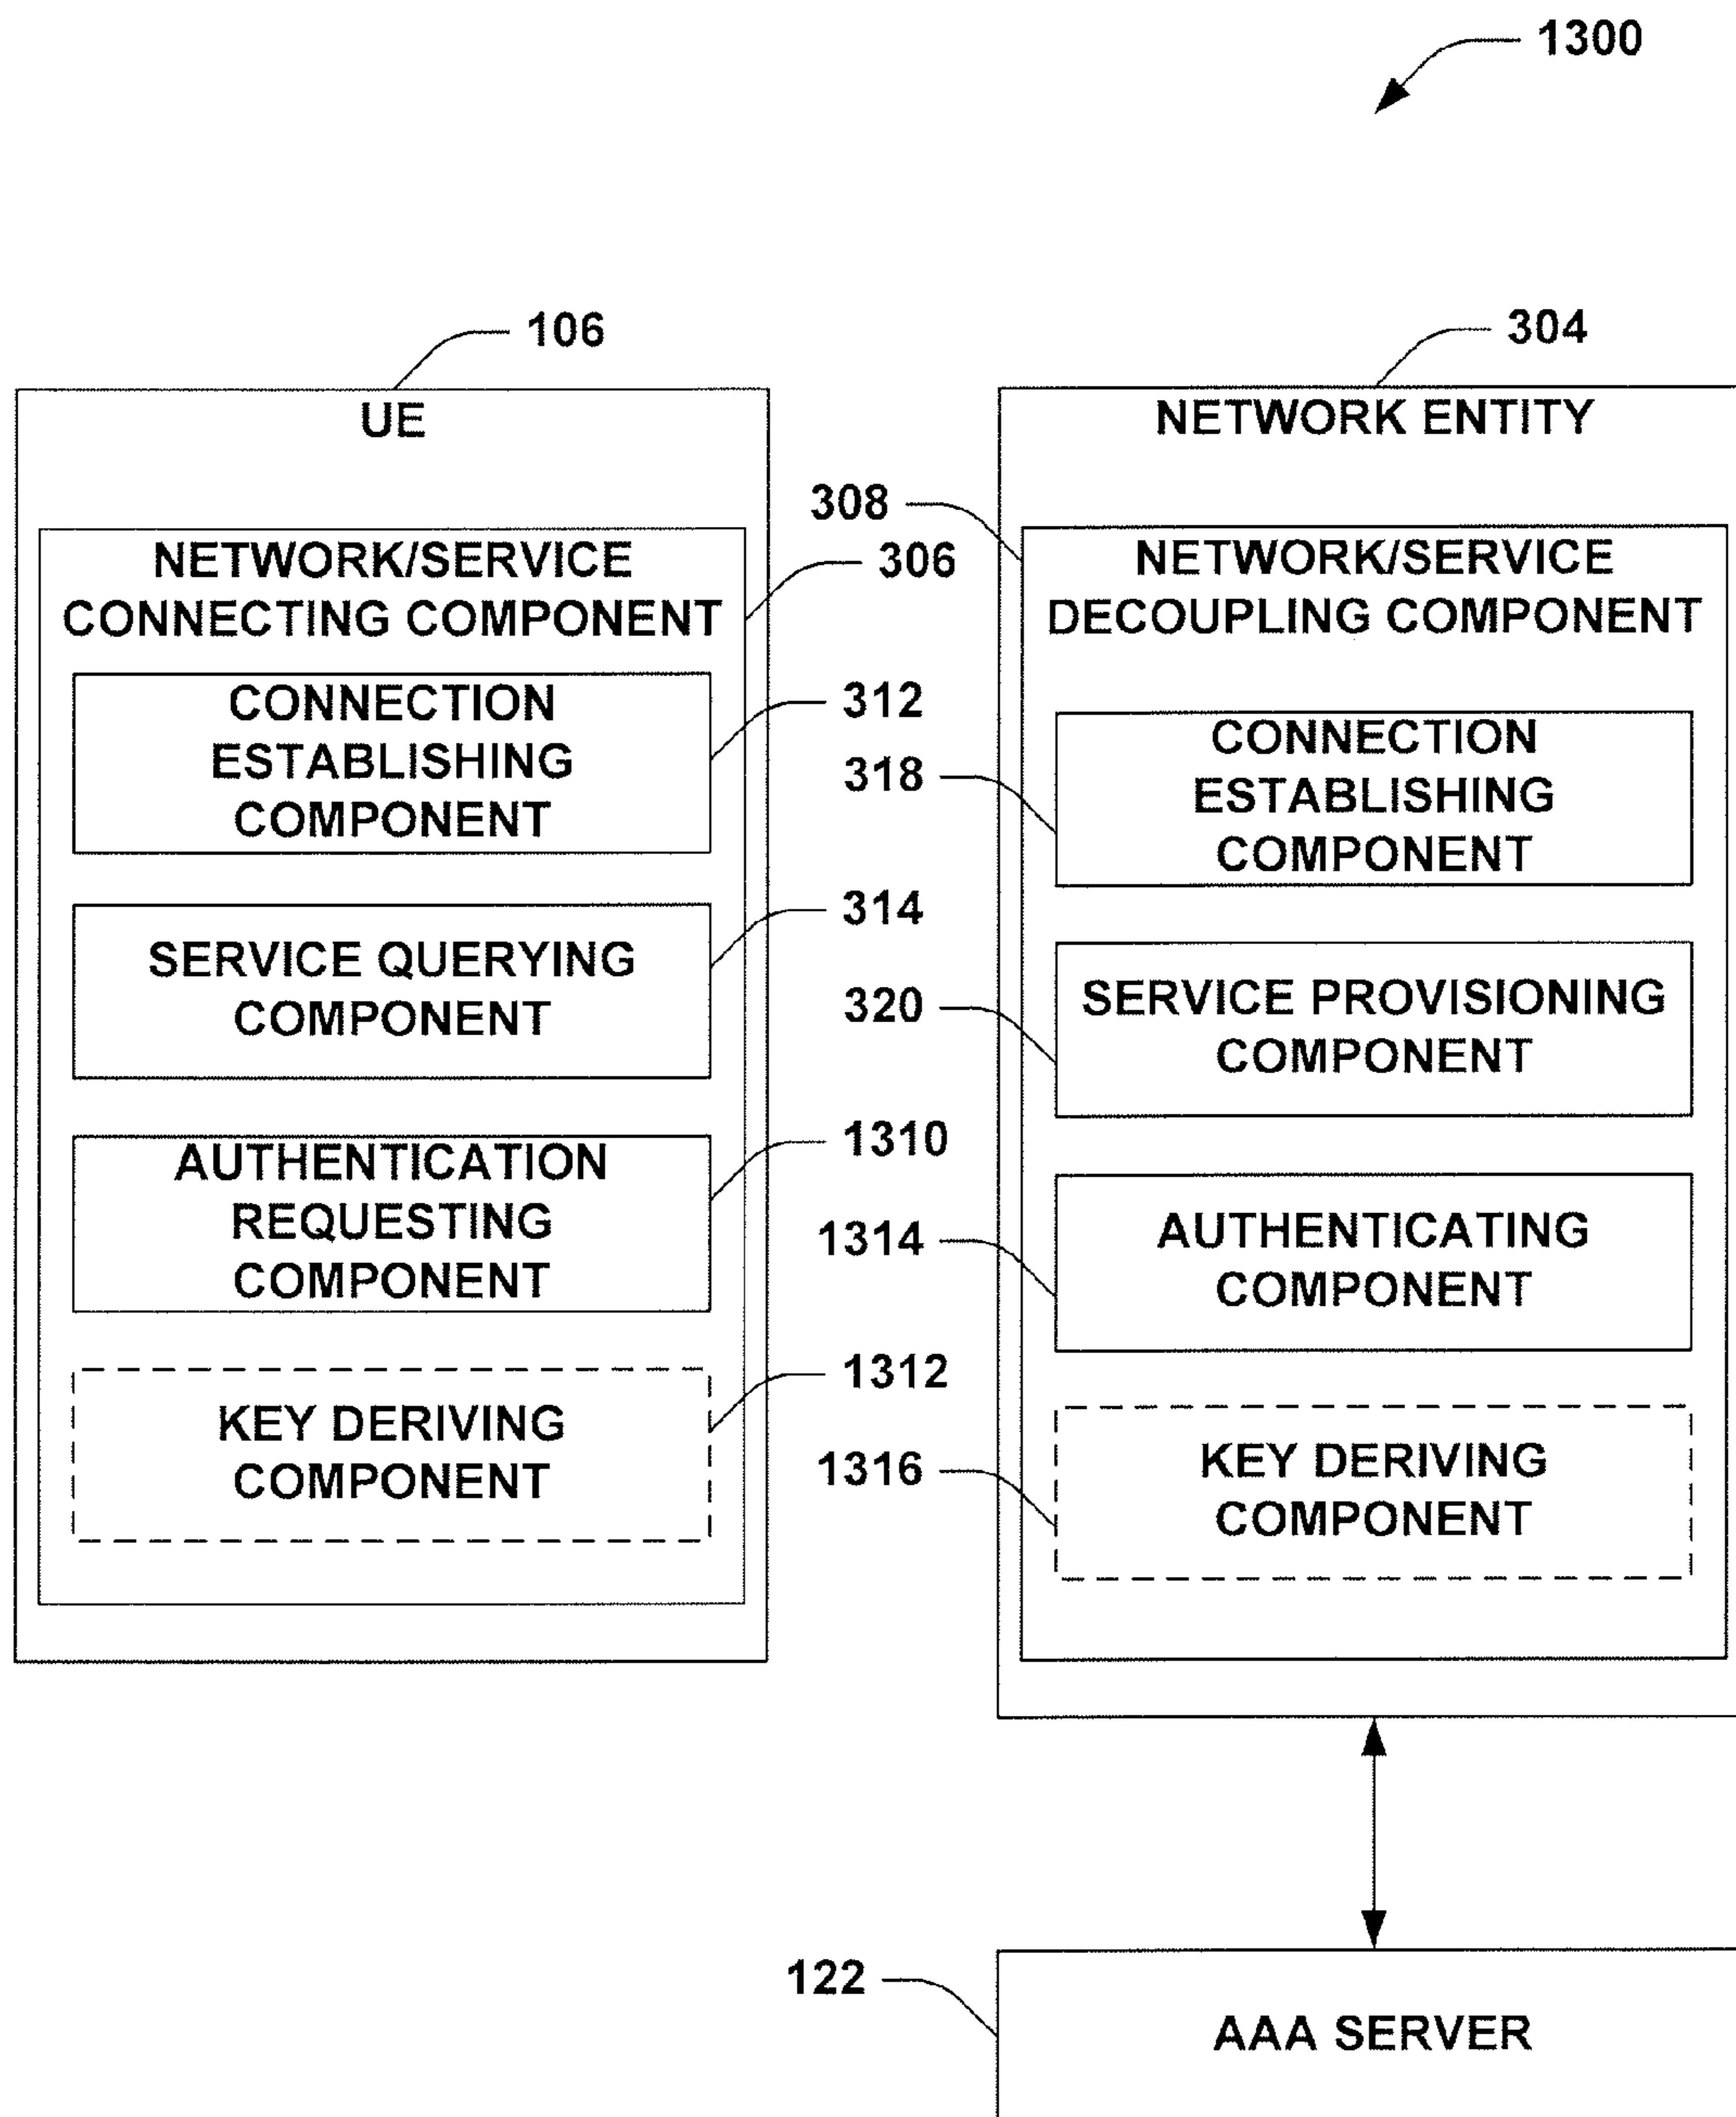 1300
106
304
UE
NETWORK ENTITY
308
NETWORK/SERVICE
CONNECTING COMPONENT
306
NETWORK/SERVICE
DECOUPLING COMPONENT
CONNECTION
ESTABLISHING
COMPONENT
312
318
CONNECTION
ESTABLISHING
COMPONENT
314
SERVICE QUERYING
COMPONENT
320
SERVICE PROVISIONING
COMPONENT
1310
AUTHENTICATION
REQUESTING
COMPONENT
1314
AUTHENTICATING
COMPONENT
1312
KEY DERIVING
COMPONENT
1316
KEY DERIVING
COMPONENT
122
AAA SERVER